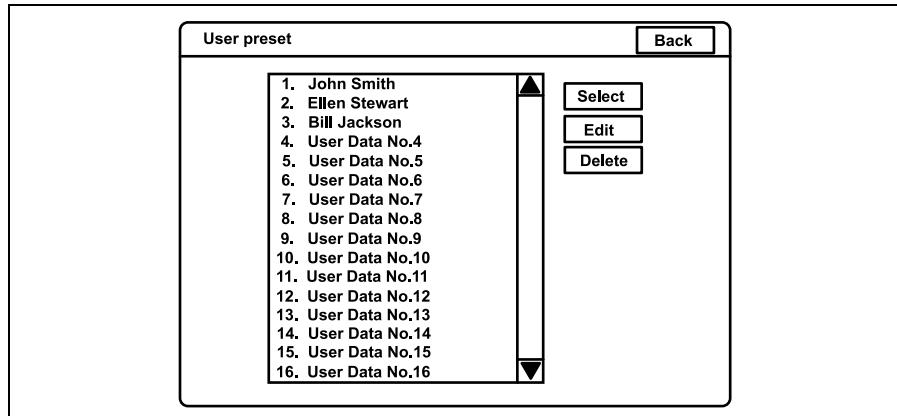 User preset
Back
1. John Smith
2. Ellen Stewart
3. Bill Jackson
4. User Data No.4
5. User Data No.5
6. User Data No.6
7. User Data No.7
8. User Data No.8
9. User Data No.9
10. User Data No.10
11. User Data No.11
12. User Data No.12
13. User Data No.13
14. User Data No.14
15. User Data No.15
16. User Data No.16
Select
Edit
Delete